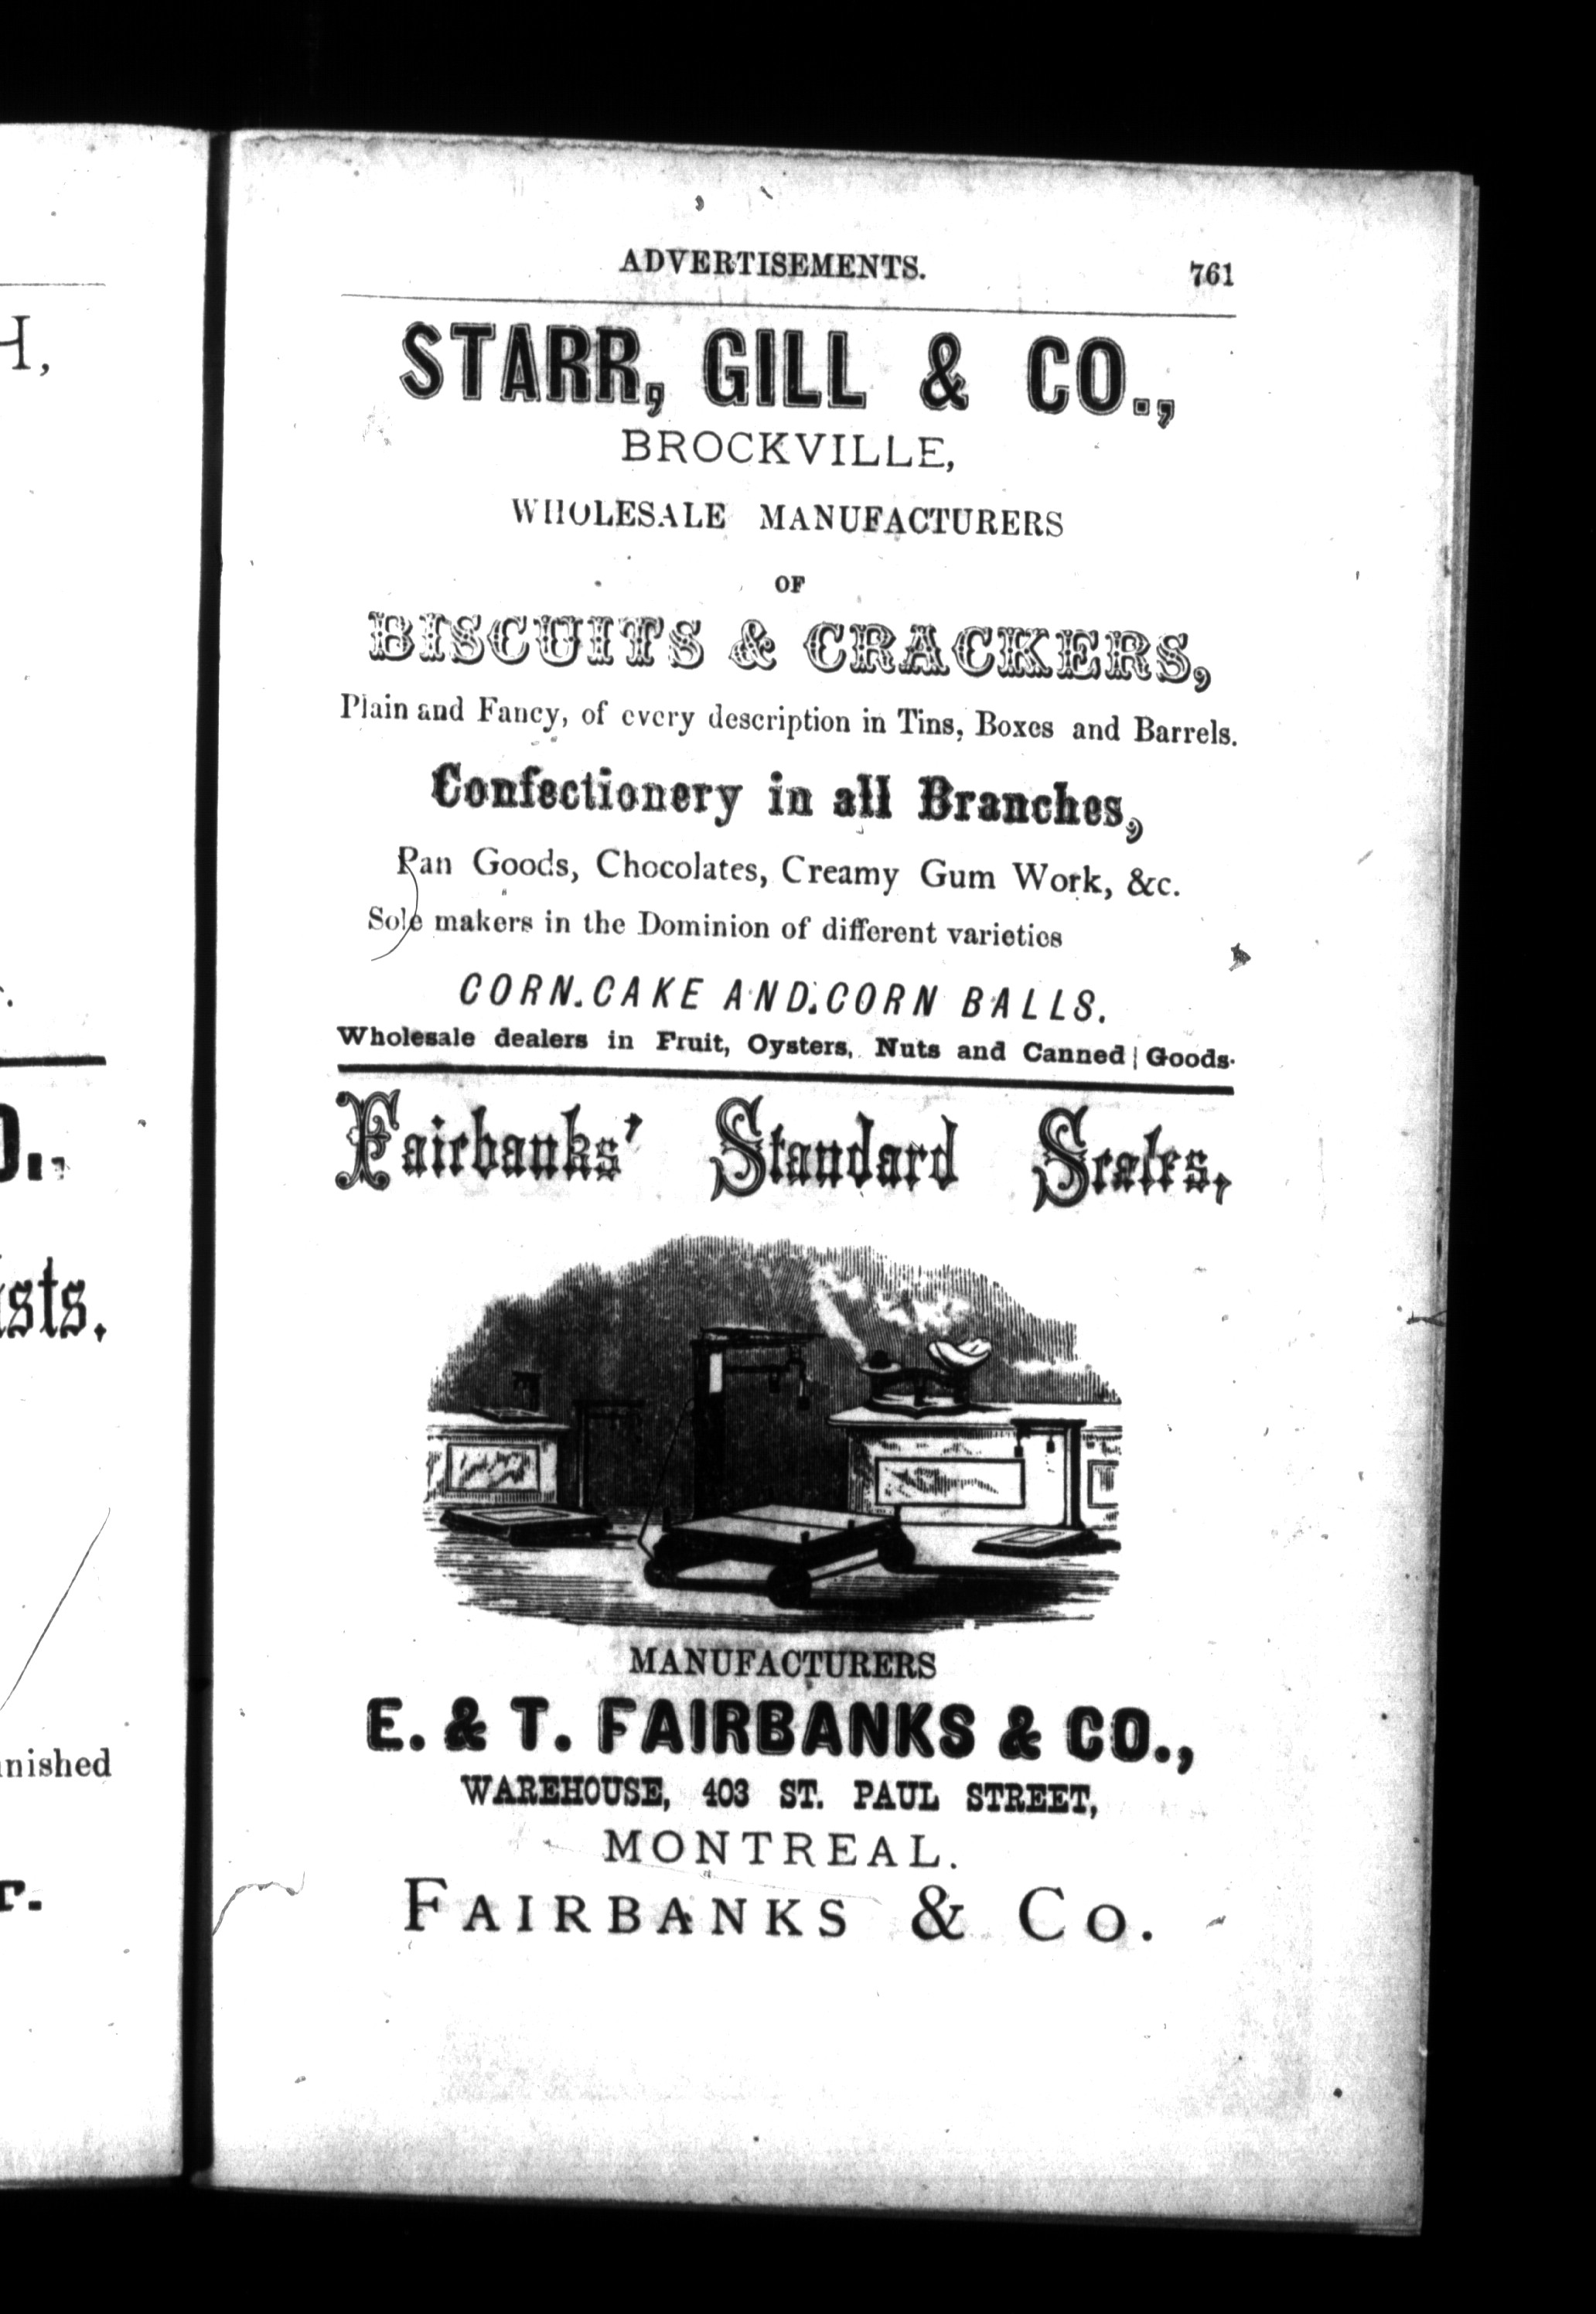 H,
sts.
nished
ADVERTISEMENTS. 761
STARR, GILL & CO.,
BROCKVILLE,
WHOLESALE MANUFACTURERS
OF
BISCUITS & CRACKERS,
Plain and Fancy, of every description in Tins, Boxes and Barrels.
Confectionery in all Branches,
Pan Goods, Chocolates, Creamy Gum Work, &c.
Sole makers in the Dominion of different varieties
CORN.CAKE AND.CORN BALLS.
Wholesale dealers in Fruit, Oysters, Nuts and Canned Goods.
Fairbanks' Standard Scales,
MANUFACTURERS
E. & T. FAIRBANKS & CO.,
WAREHOUSE, 403 ST. PAUL STREET,
MONTREAL.
FAIRBANKS & Co.